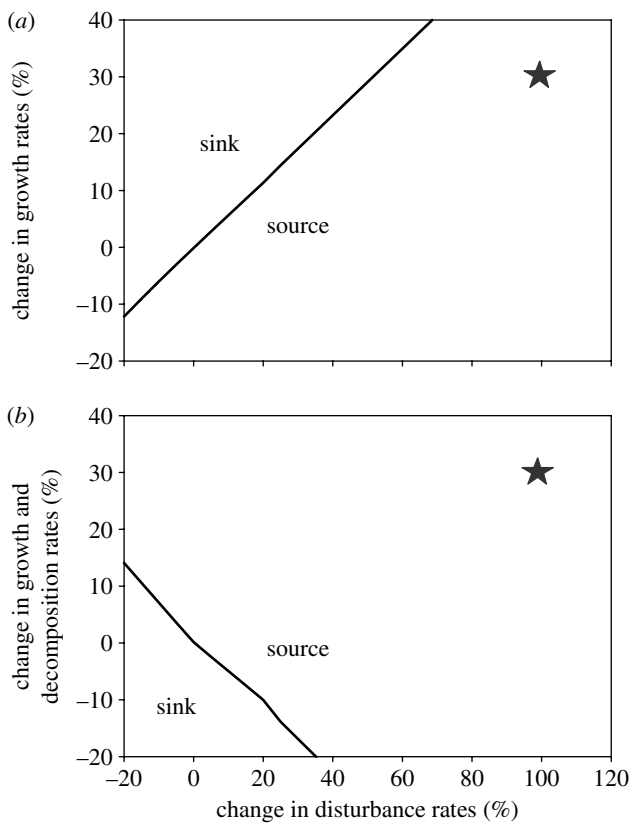 (a)
change in growth rates (%)
40
30
20
10
0
–10
–20
sink
source
(b)
change in growth and
decomposition rates (%)
40
30
20
10
0
–10
–20
source
sink
–20 0 20 40 60 80 100 120
change in disturbance rates (%)